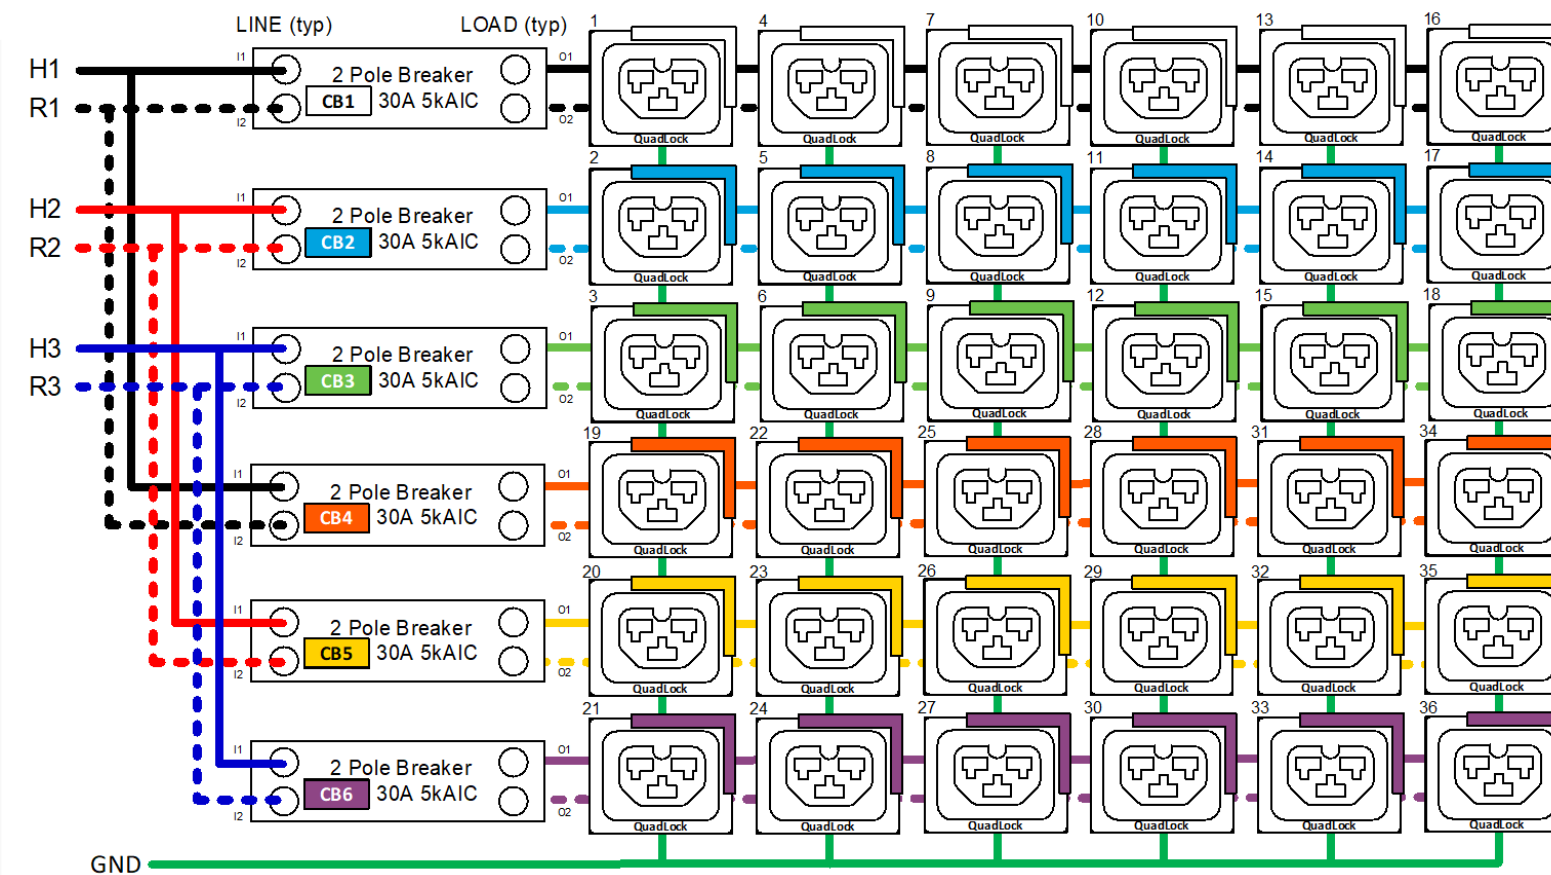 LINE (typ) LOAD (typ) 1 4 7 10 13 16
H1 I1 2 Pole Breaker O1
R1 CB1 30A 5kAIC
I2 O2
QuadLock QuadLock QuadLock QuadLock QuadLock QuadLock
2 5 8 11 14 17
H2 I1 2 Pole Breaker O1
R2 CB2 30A 5kAIC
I2 O2
QuadLock QuadLock QuadLock QuadLock QuadLock QuadLock
3 6 9 12 15 18
H3 I1 2 Pole Breaker O1
R3 CB3 30A 5kAIC
I2 O2
QuadLock QuadLock QuadLock QuadLock QuadLock QuadLock
19 22 25 28 31 34
I1 2 Pole Breaker O1
CB4 30A 5kAIC
I2 O2
QuadLock QuadLock QuadLock QuadLock QuadLock QuadLock
20 23 26 29 32 35
I1 2 Pole Breaker O1
CB5 30A 5kAIC
I2 O2
QuadLock QuadLock QuadLock QuadLock QuadLock QuadLock
21 24 27 30 33 36
I1 2 Pole Breaker O1
CB6 30A 5kAIC
I2 O2
QuadLock QuadLock QuadLock QuadLock QuadLock QuadLock
GND